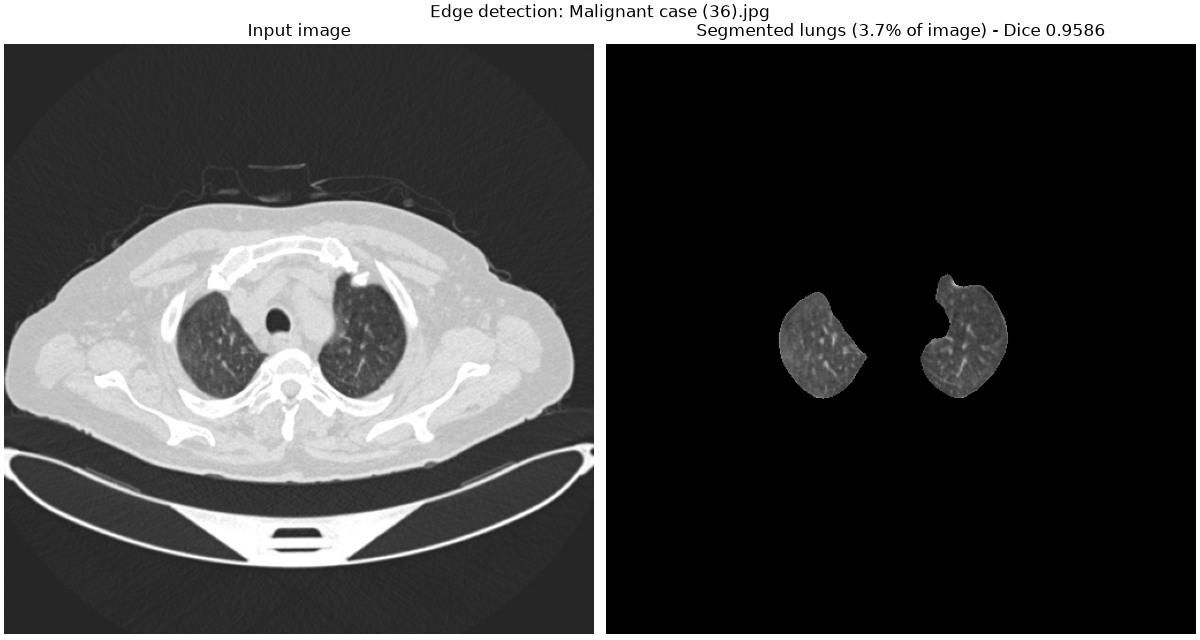 Edge detection: Malignant case (36).jpg
Input image
Segmented lungs (3.7% of image) - Dice 0.9586